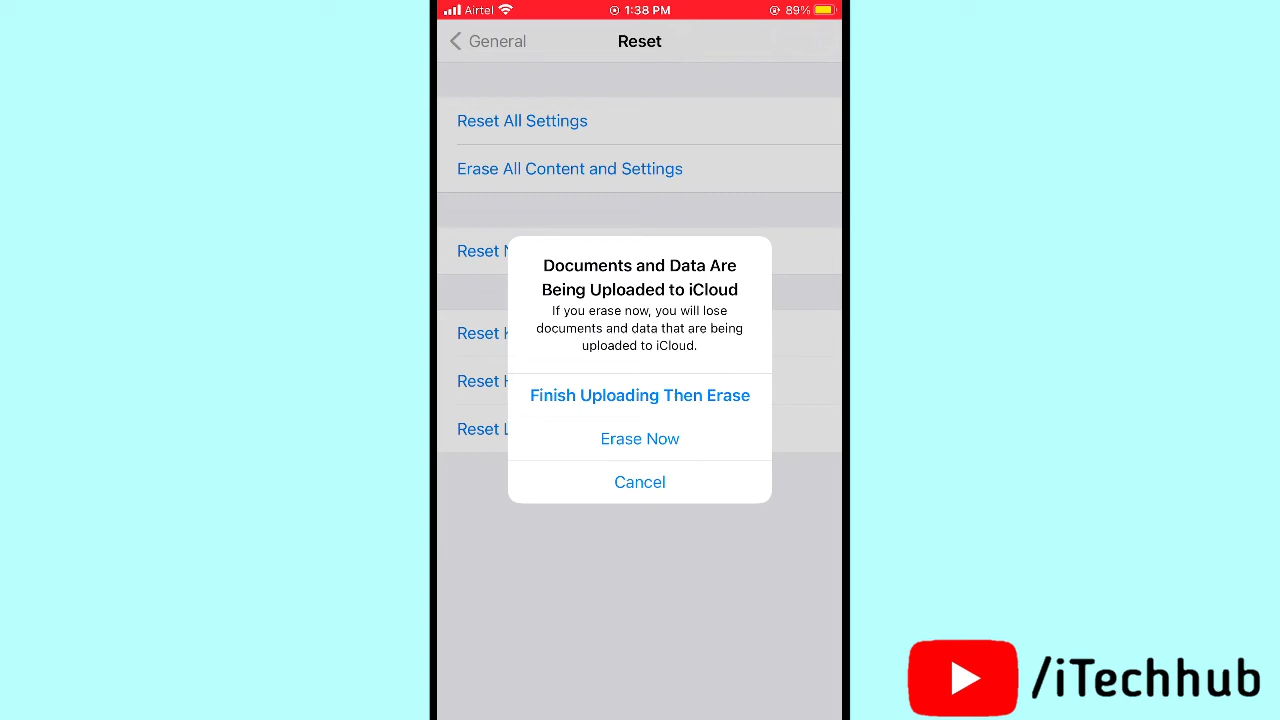 Airtel 1:38 PM 89%
General Reset
Reset All Settings
Erase All Content and Settings
Reset N
Documents and Data Are
Being Uploaded to iCloud
If you erase now, you will lose
documents and data that are being
uploaded to iCloud.
Reset K
Reset H
Finish Uploading Then Erase
Reset L
Erase Now
Cancel
/iTechhub